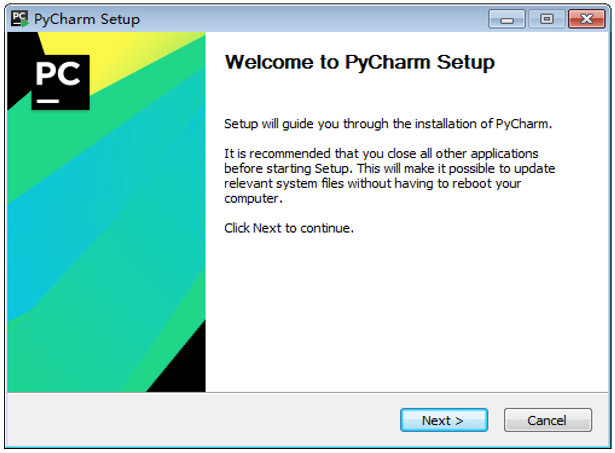 PyCharm Setup
PC
Welcome to PyCharm Setup
Setup will guide you through the installation of PyCharm.
It is recommended that you close all other applications
before starting Setup. This will make it possible to update
relevant system files without having to reboot your
computer.
Click Next to continue.
Next >
Cancel